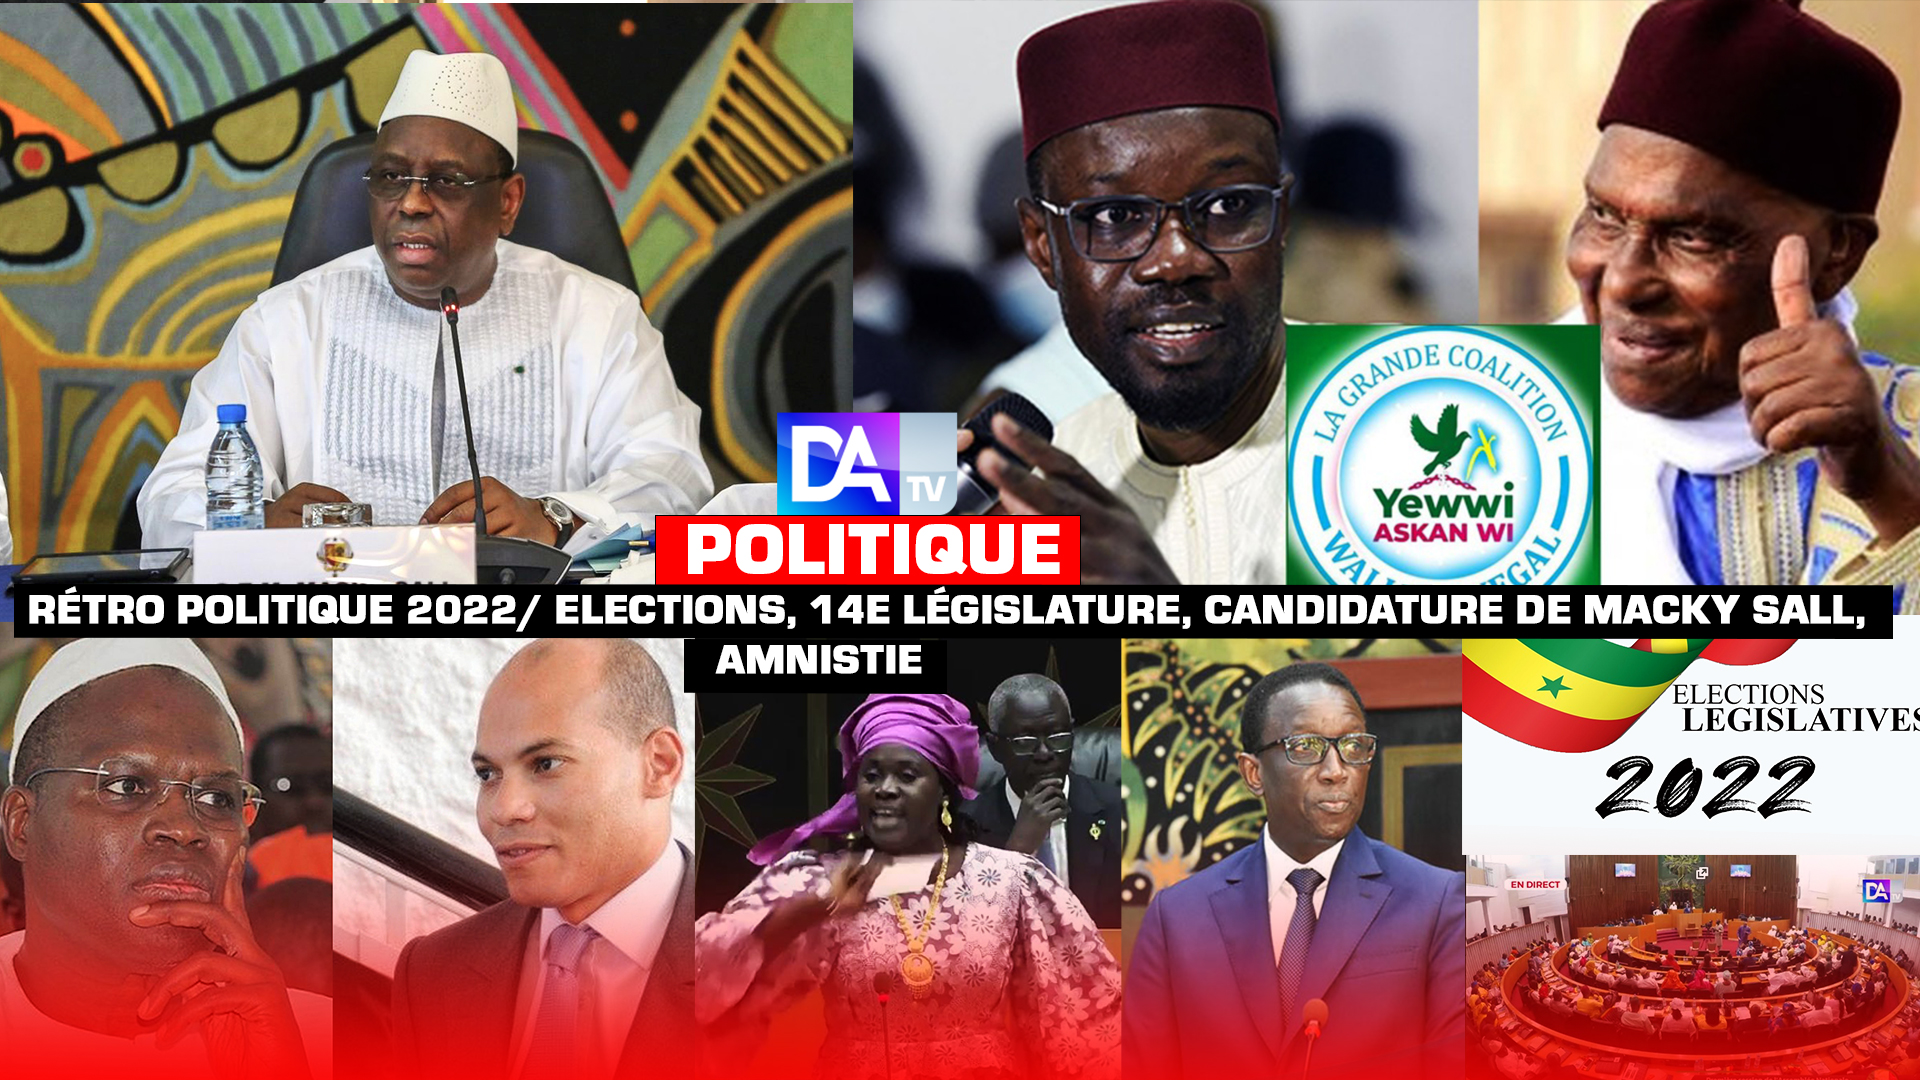 DA TV
POLITIQUE
LA GRANDE COALITION
Yewwi
ASKAN WI
RÉTRO POLITIQUE 2022/ ELECTIONS, 14E LÉGISLATURE, CANDIDATURE DE MACKY SALL,
AMNISTIE
ELECTIONS
LEGISLATIVES
2022
EN DIRECT
DA